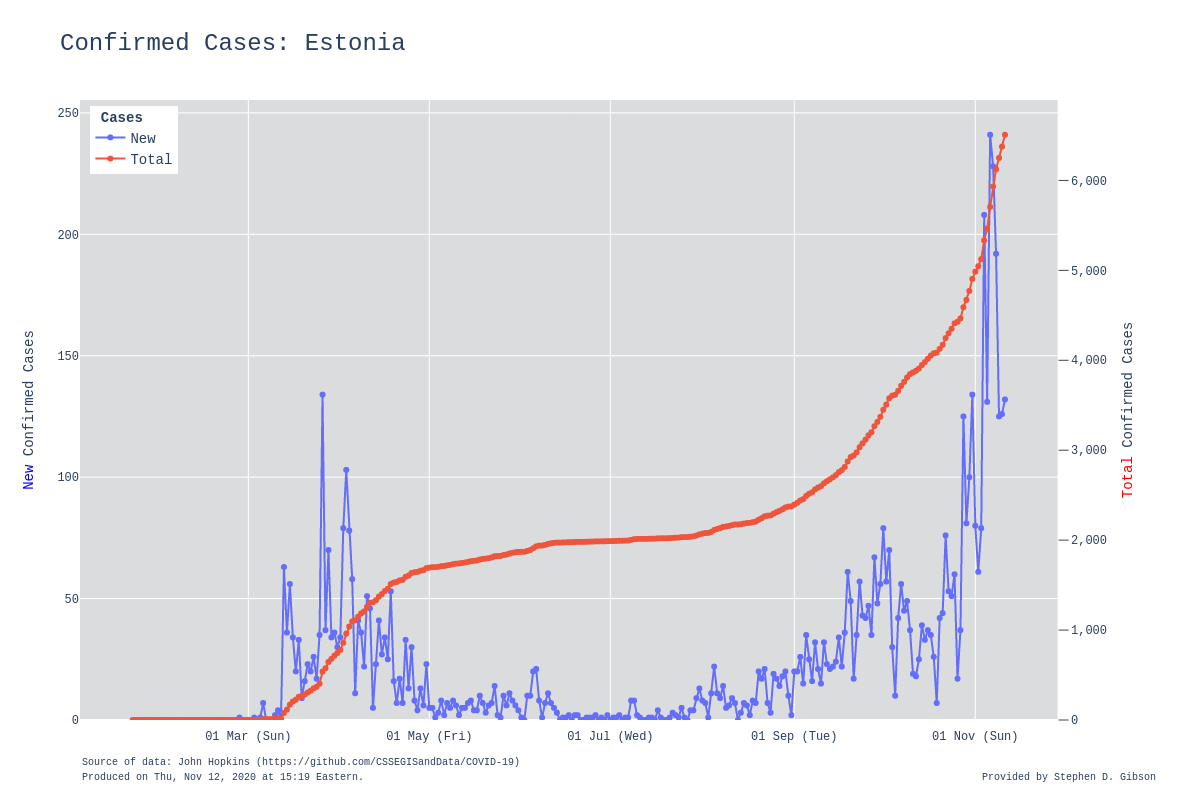 Confirmed Cases: Estonia
Cases
New
Total
250
200
150
100
50
0
6,000
5,000
4,000
3,000
2,000
1,000
0
New Confirmed Cases
Total Confirmed Cases
01 Mar (Sun)
01 May (Fri)
01 Jul (Wed)
01 Sep (Tue)
01 Nov (Sun)
Source of data: John Hopkins (https://github.com/CSSEGISandData/COVID-19)
Produced on Thu, Nov 12, 2020 at 15:19 Eastern.
Provided by Stephen D. Gibson